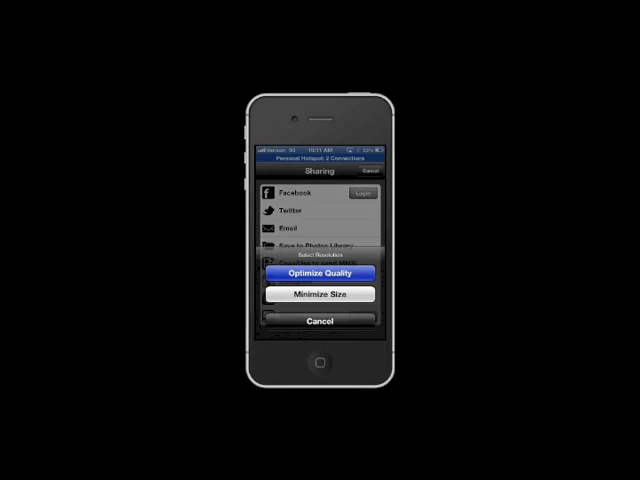 Verizon 3G 10:11 AM 33%
Personal Hotspot: 2 Connections
Sharing
Cancel
Facebook
Login
Twitter
Email
Save to Photos Library
Select Resolution
Optimize Quality
Minimize Size
Cancel